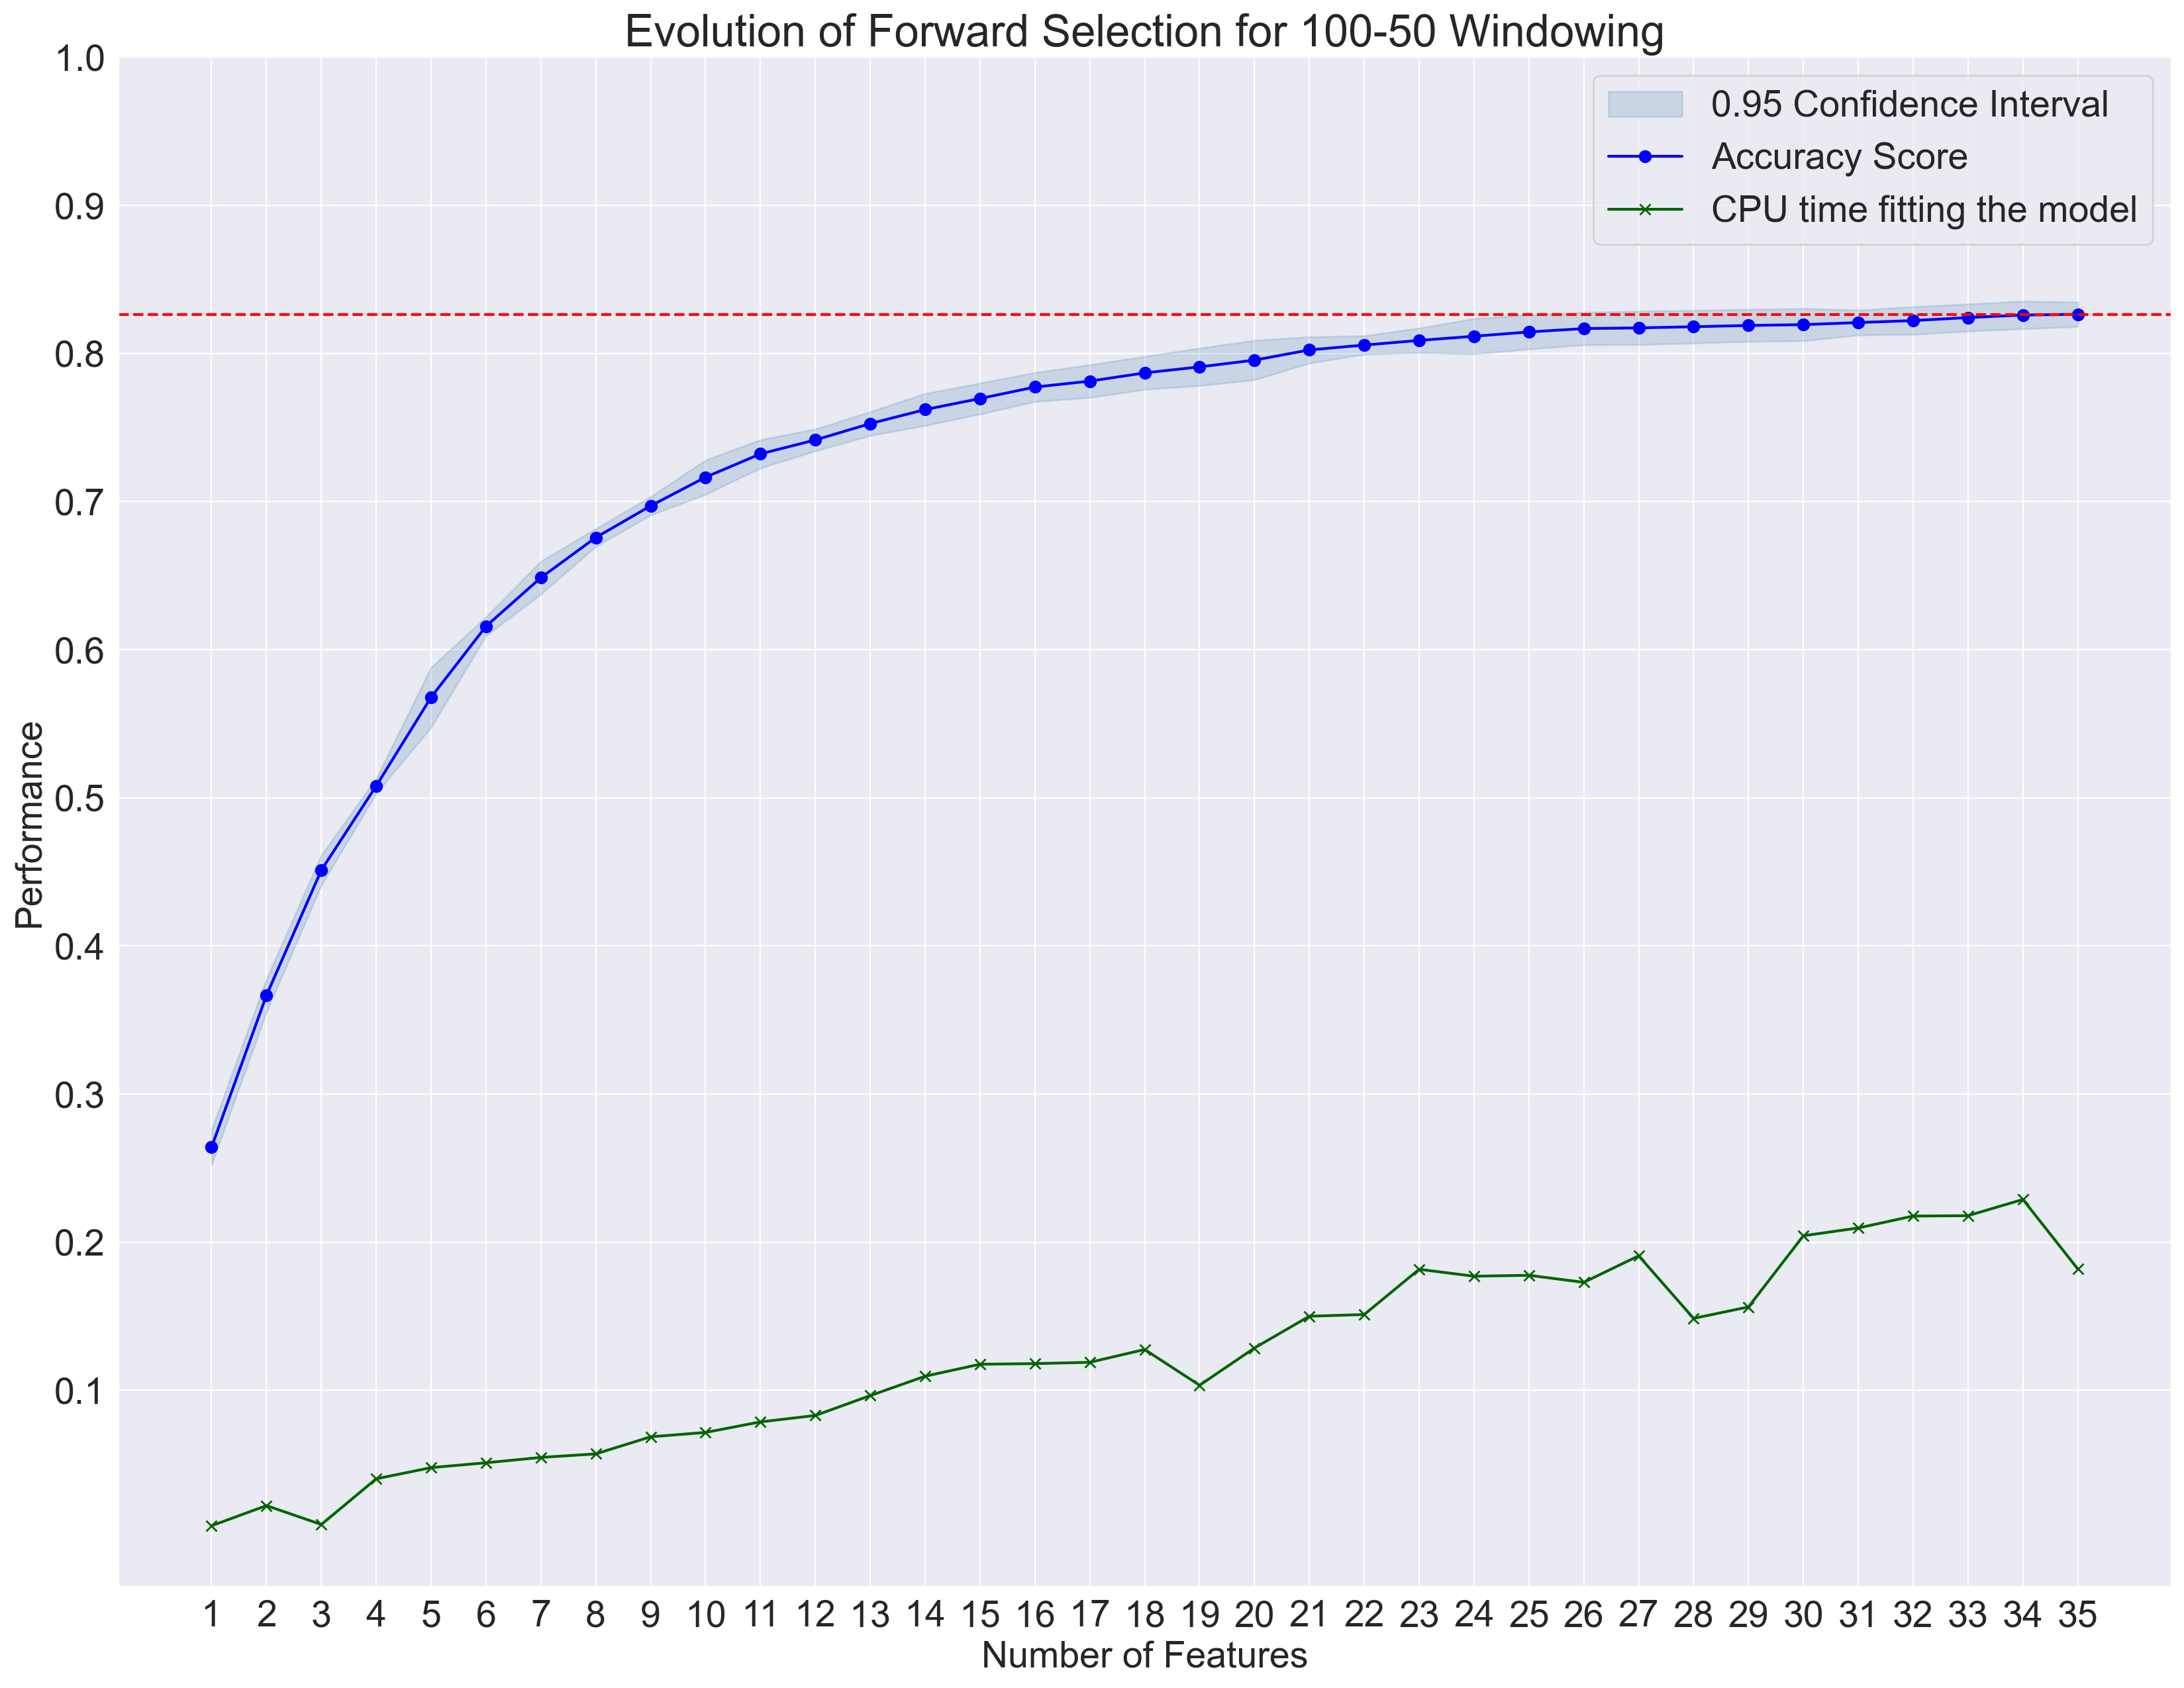 Evolution of Forward Selection for 100-50 Windowing
1.0
0.9
0.8
0.7
0.6
0.5
0.4
0.3
0.2
0.1
Performance
0.95 Confidence Interval
Accuracy Score
CPU time fitting the model
1 2 3 4 5 6 7 8 9 10 11 12 13 14 15 16 17 18 19 20 21 22 23 24 25 26 27 28 29 30 31 32 33 34 35
Number of Features